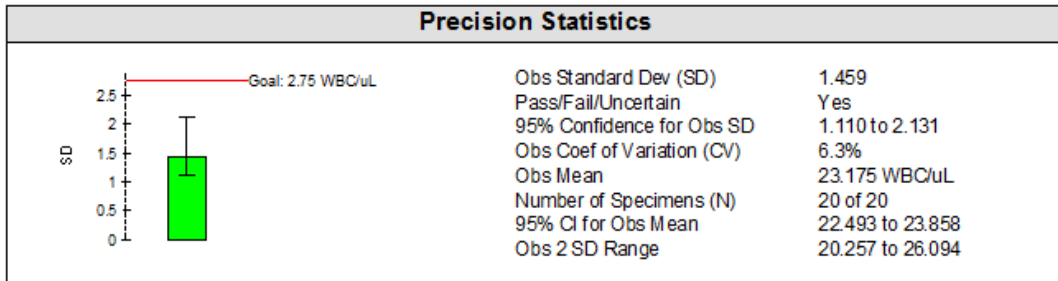 Precision Statistics
Goal: 2.75 WBC/uL
2.5
2
1.5
1
0.5
0
SD
Obs Standard Dev (SD) 1.459
Pass/Fail/Uncertain Yes
95% Confidence for Obs SD 1.110 to 2.131
Obs Coef of Variation (CV) 6.3%
Obs Mean 23.175 WBC/uL
Number of Specimens (N) 20 of 20
95% CI for Obs Mean 22.493 to 23.858
Obs 2 SD Range 20.257 to 26.094